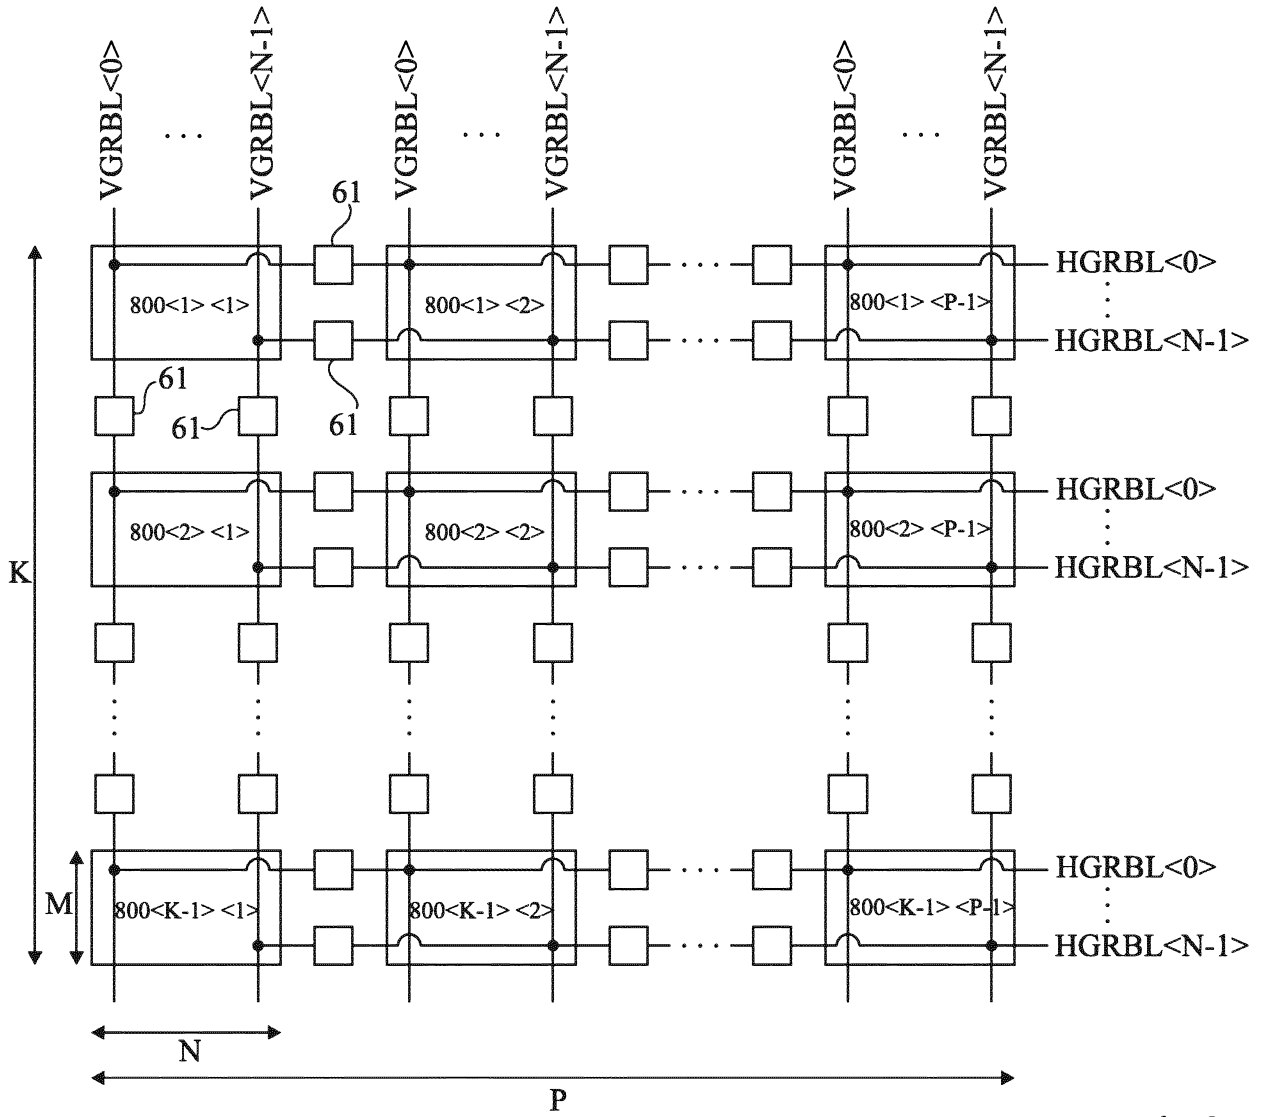 VGRBL<0>
. . .
VGRBL<N-1>
VGRBL<0>
. . .
VGRBL<N-1>
VGRBL<0>
. . .
VGRBL<N-1>
61
HGRBL<0>
800<1> <1>
800<1> <2>
800<1> <P-1>
HGRBL<N-1>
61
61
61
HGRBL<0>
800<2> <1>
800<2> <2>
800<2> <P-1>
HGRBL<N-1>
K
HGRBL<0>
M
800<K-1> <1>
800<K-1> <2>
800<K-1> <P-1>
HGRBL<N-1>
N
P